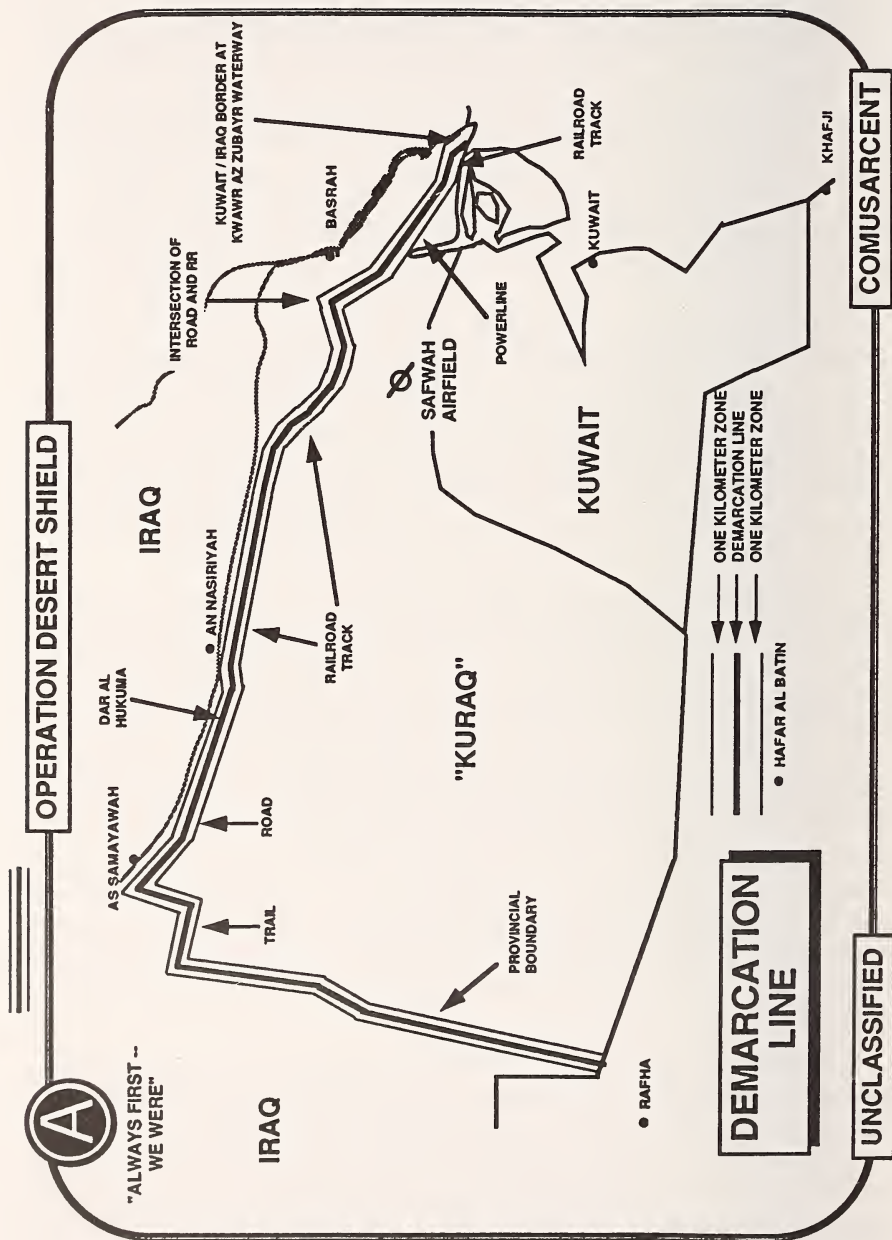 OPERATION DESERT SHIELD
A
"ALWAYS FIRST --
WE WERE"
IRAQ
AS SAMAYAWAH
DAR AL
HUKUMA
AN NASIRIYAH
IRAQ
INTERSECTION OF
ROAD AND RR
KUWAIT / IRAQ BORDER AT
KWAWR AZ ZUBAYR WATERWAY
BASRAH
TRAIL
ROAD
RAILROAD
TRACK
PROVINCIAL
BOUNDARY
"KURAQ"
SAFWAH
AIRFIELD
POWERLINE
RAILROAD
TRACK
KUWAIT
KUWAIT
RAFHA
KHAFJI
ONE KILOMETER ZONE
DEMARCATION LINE
ONE KILOMETER ZONE
HAFAR AL BATIN
DEMARCATION
LINE
UNCLASSIFIED
COMUSARCENT